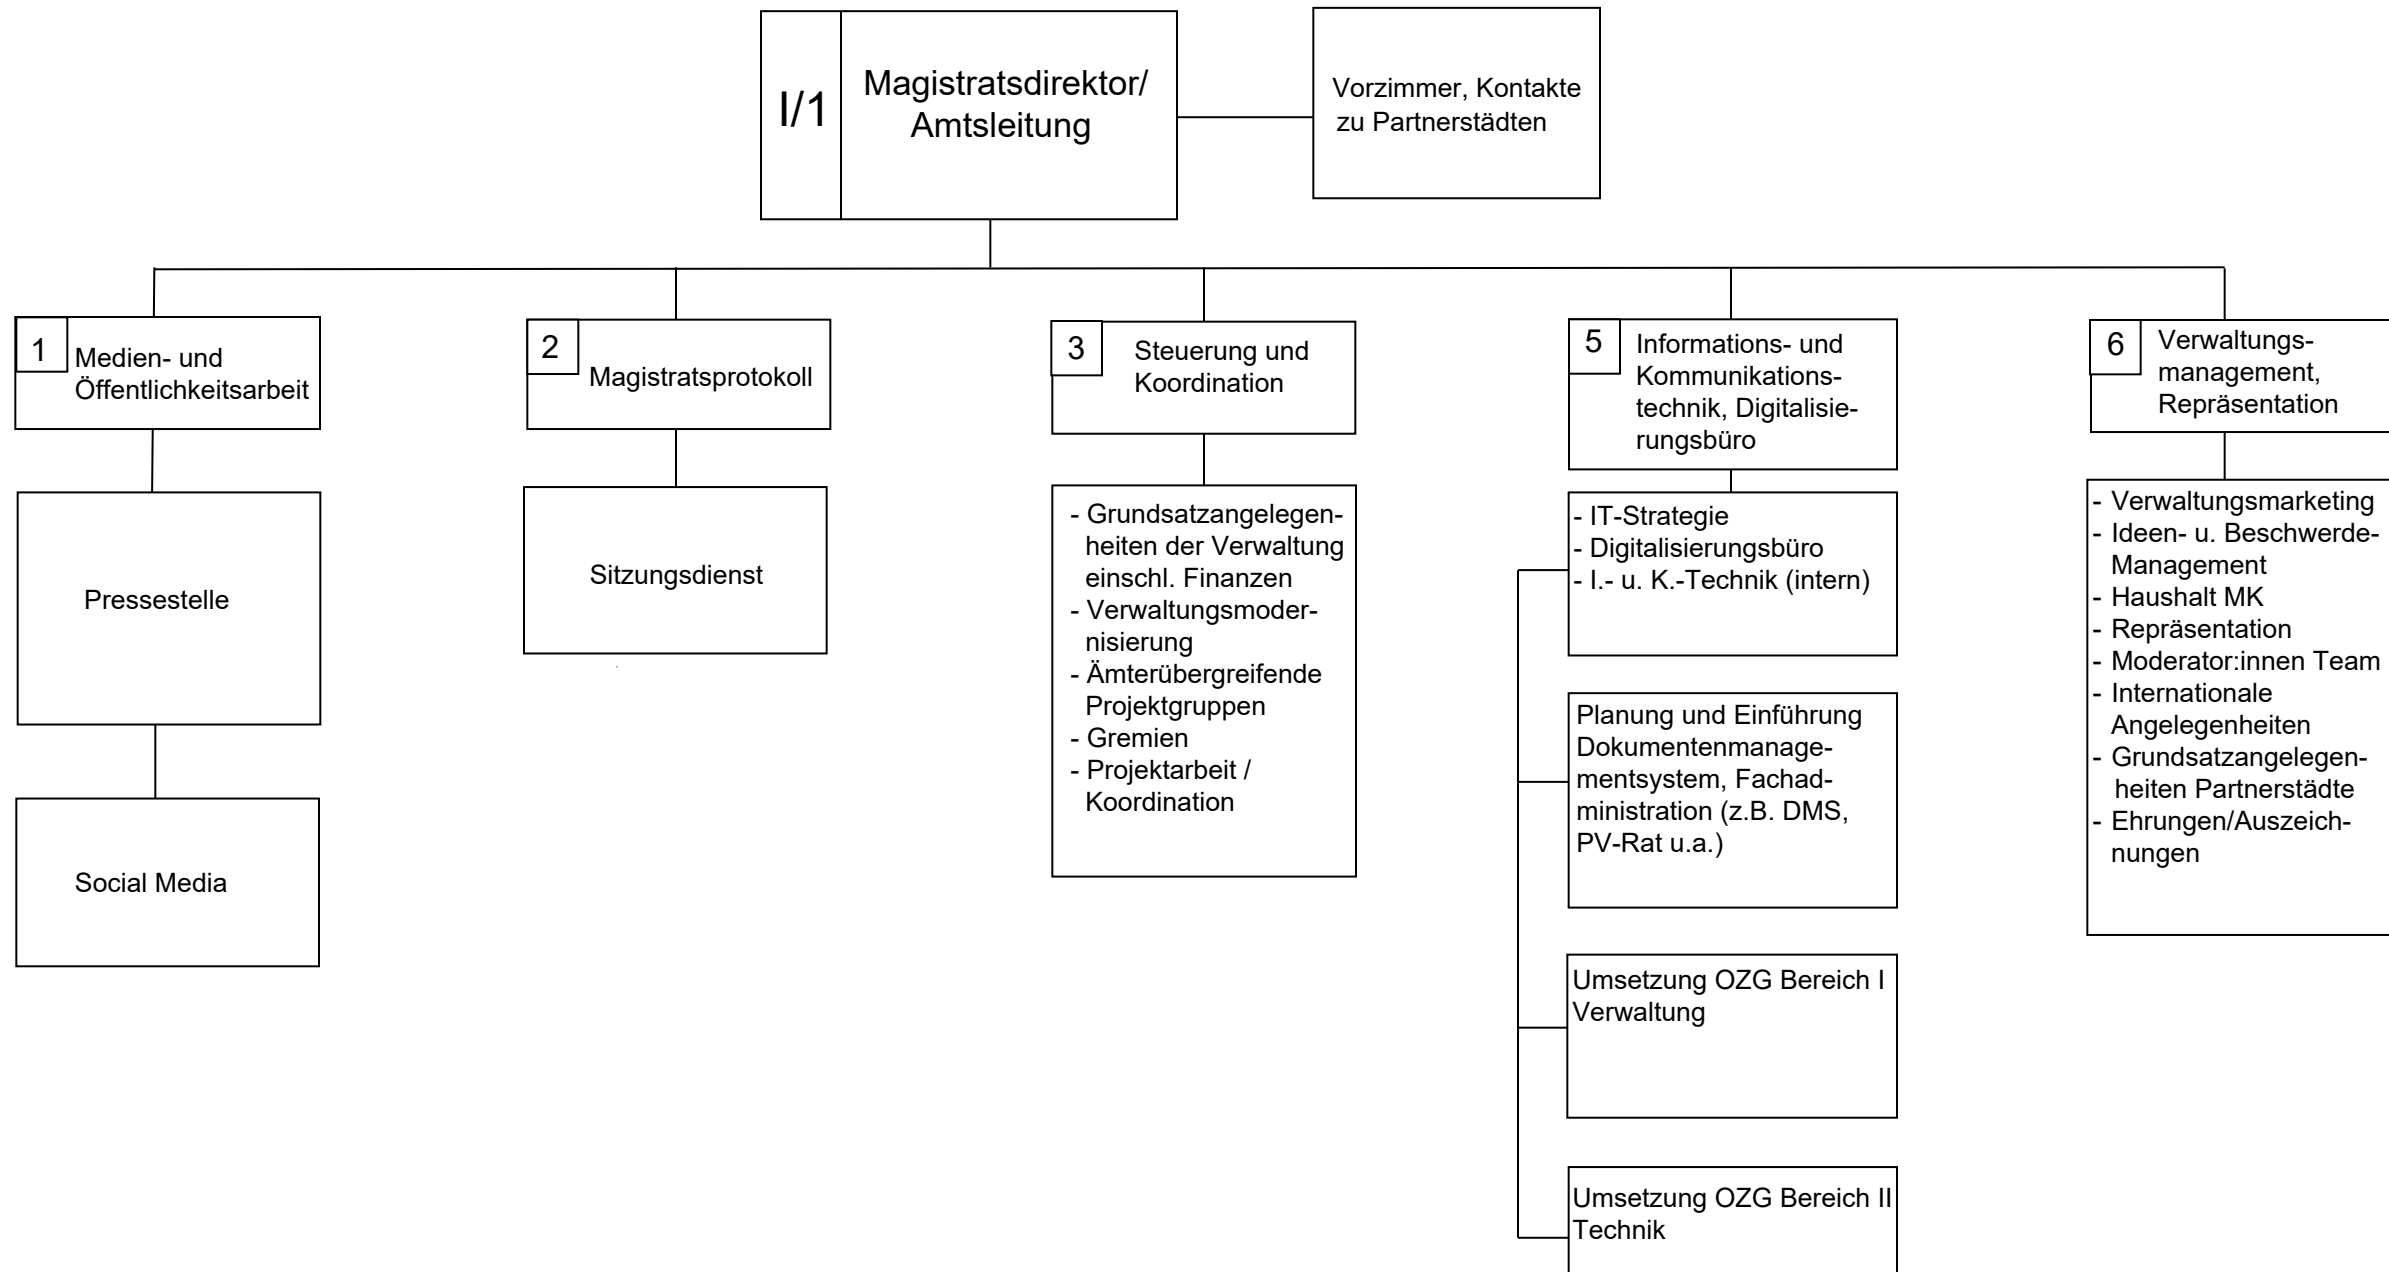 I/1
Magistratsdirektor/
Amtsleitung
Vorzimmer, Kontakte
zu Partnerstädten
1
Medien- und
Öffentlichkeitsarbeit
Pressestelle
Social Media
2
Magistratsprotokoll
Sitzungsdienst
3
Steuerung und
Koordination
- Grundsatzangelegen-
heiten der Verwaltung
einschl. Finanzen
- Verwaltungsmoder-
nisierung
- Ämterübergreifende
Projektgruppen
- Gremien
- Projektarbeit /
Koordination
5
Informations- und
Kommunikations-
technik, Digitalisie-
rungsbüro
- IT-Strategie
- Digitalisierungsbüro
- I.- u. K.-Technik (intern)
Planung und Einführung
Dokumentenmanage-
mentsystem, Fachad-
ministration (z.B. DMS,
PV-Rat u.a.)
Umsetzung OZG Bereich I
Verwaltung
Umsetzung OZG Bereich II
Technik
6
Verwaltungs-
management,
Repräsentation
- Verwaltungsmarketing
- Ideen- u. Beschwerde-
Management
- Haushalt MK
- Repräsentation
- Moderator:innen Team
- Internationale
Angelegenheiten
- Grundsatzangelegen-
heiten Partnerstädte
- Ehrungen/Auszeich-
nungen